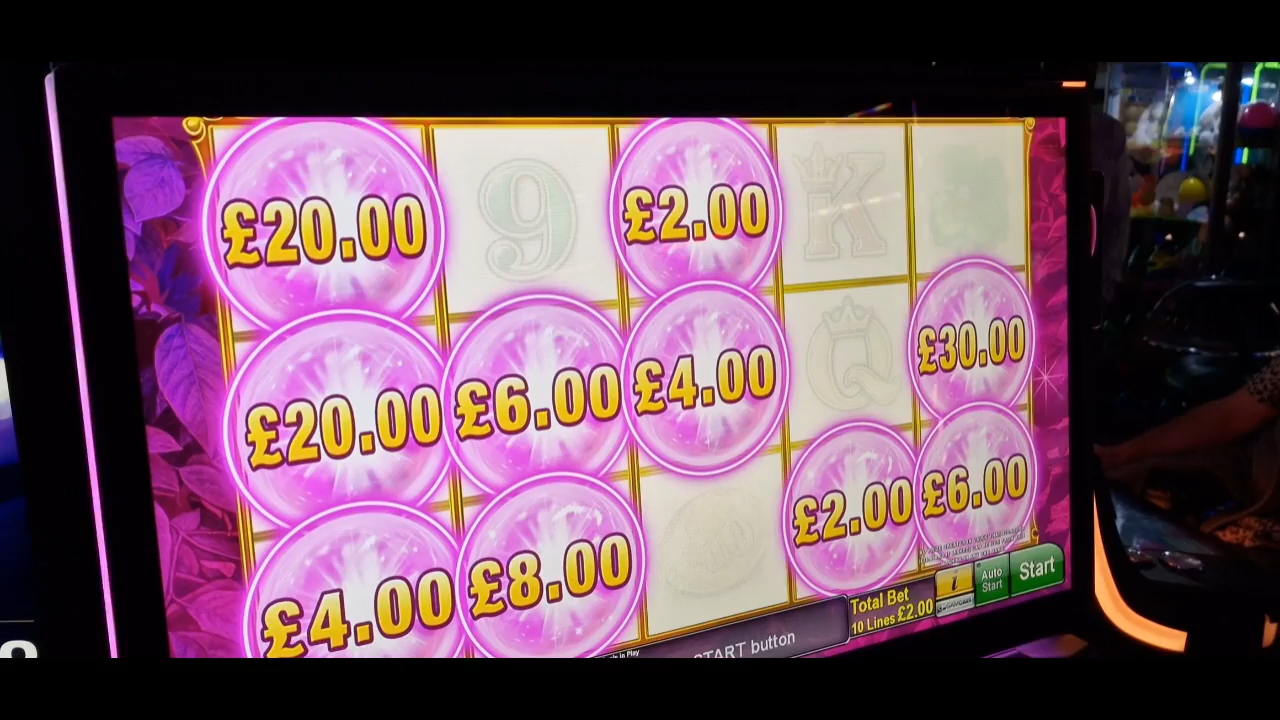 £20.00
9
£2.00
K
£20.00
£6.00
£4.00
Q
£30.00
£4.00
£8.00
£2.00
£6.00
START button
Total Bet
10 Lines £2.00
i
Auto
Start
Start